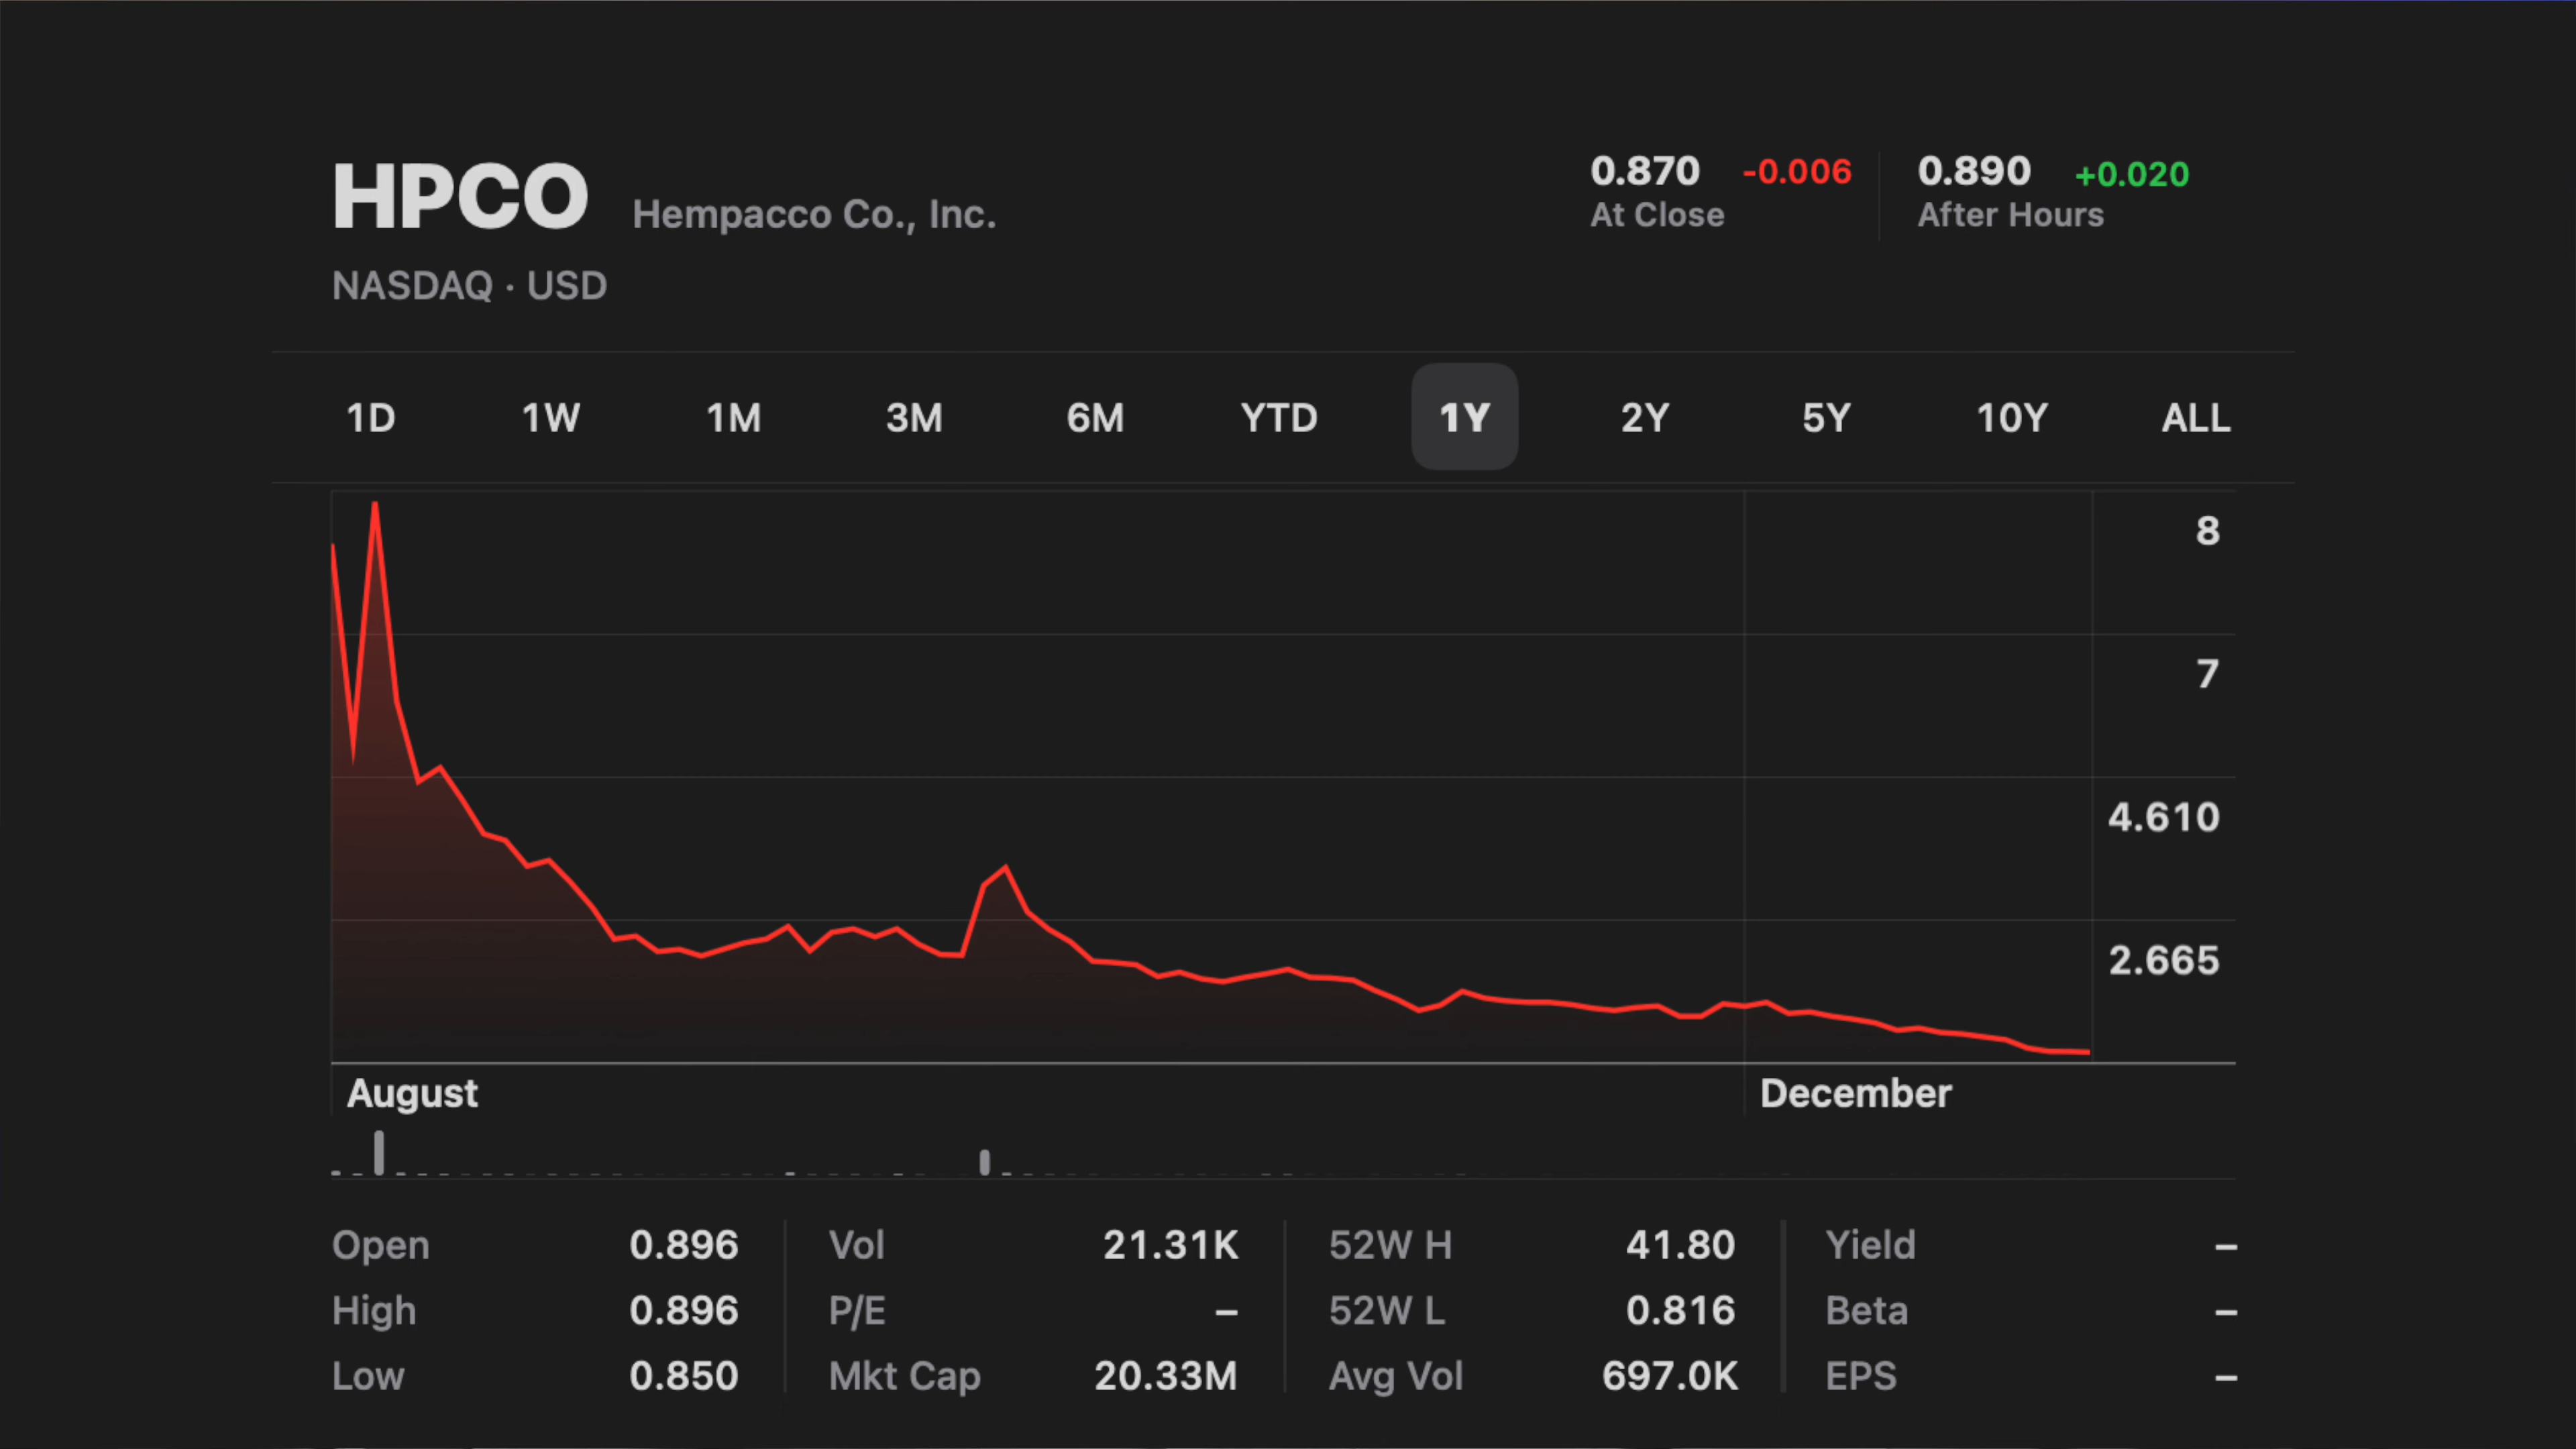 HPCO Hempacco Co., Inc.
0.870 -0.006 0.890 +0.020
At Close After Hours
NASDAQ · USD
1D 1W 1M 3M 6M YTD 1Y 2Y 5Y 10Y ALL
8
7
4.610
2.665
August December
Open 0.896 Vol 21.31K 52W H 41.80 Yield –
High 0.896 P/E – 52W L 0.816 Beta –
Low 0.850 Mkt Cap 20.33M Avg Vol 697.0K EPS –